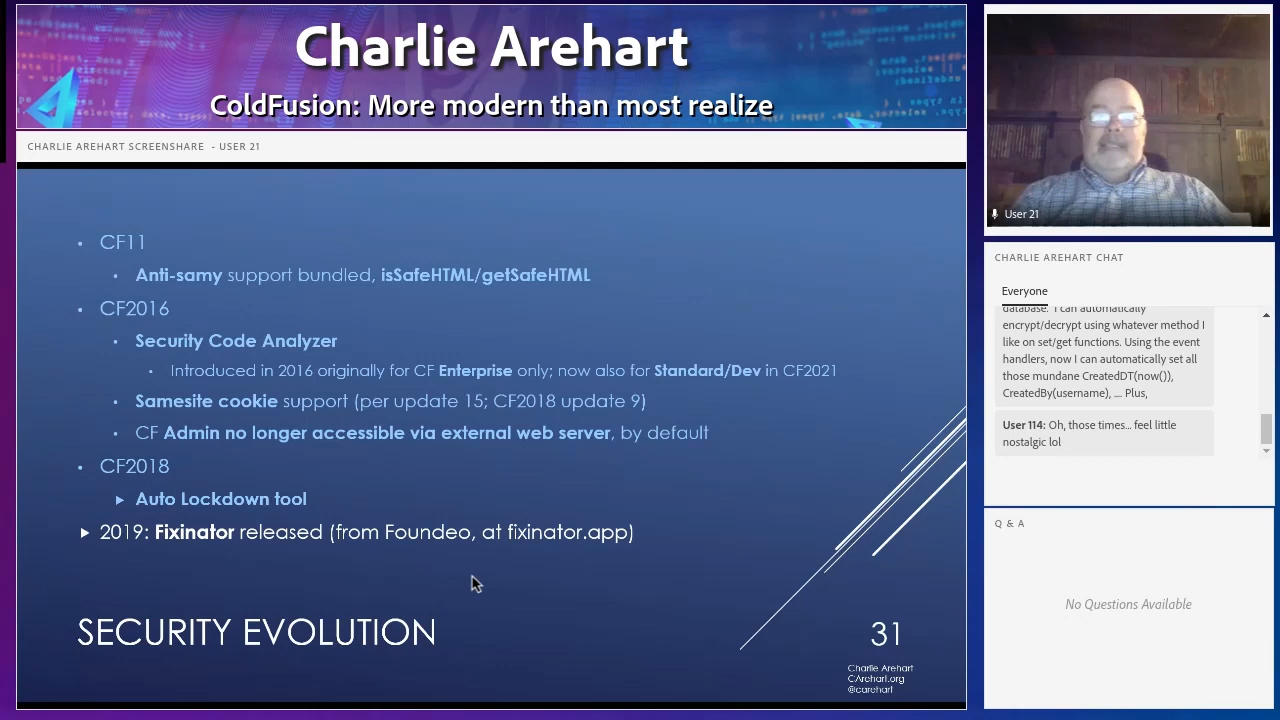 Charlie Arehart
ColdFusion: More modern than most realize
CHARLIE AREHART SCREENSHARE - USER 21
• CF11
• Anti-samy support bundled, isSafeHTML/getSafeHTML
• CF2016
• Security Code Analyzer
• Introduced in 2016 originally for CF Enterprise only; now also for Standard/Dev in CF2021
• Samesite cookie support (per update 15; CF2018 update 9)
• CF Admin no longer accessible via external web server, by default
• CF2018
Auto Lockdown tool
2019: Fixinator released (from Foundeo, at fixinator.app)
SECURITY EVOLUTION
31
Charlie Arehart
CArehart.org
@carehart
User 21
CHARLIE AREHART CHAT
Everyone
database. I can automatically
encrypt/decrypt using whatever method I
like on set/get functions. Using the event
handlers, now I can automatically set all
those mundane CreatedDT(now()),
CreatedBy(username), .... Plus,
User 114: Oh, those times... feel little
nostalgic lol
Q & A
No Questions Available